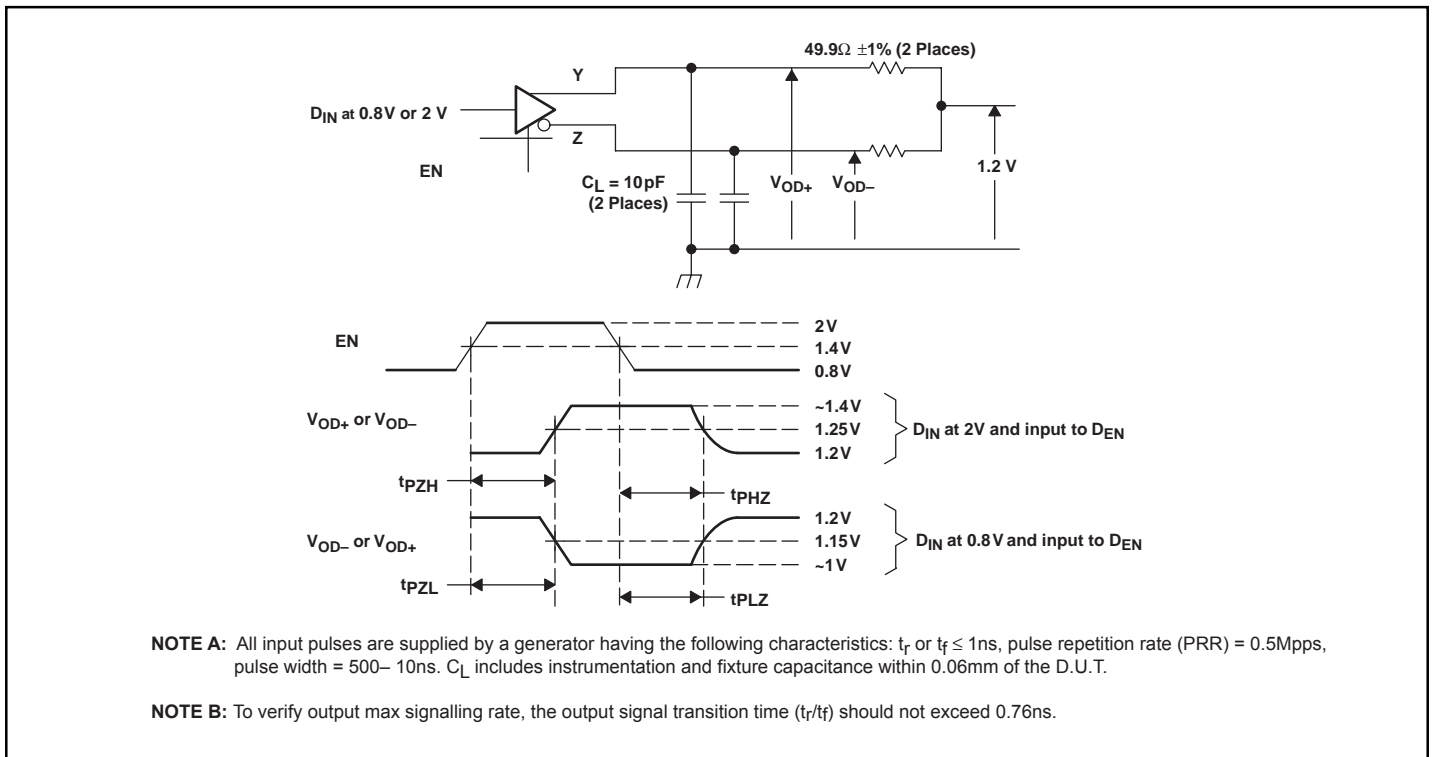 49.9Ω ±1% (2 Places)
Y
DIN at 0.8V or 2 V
Z
EN
1.2 V
CL = 10pF
(2 Places)
VOD+
VOD–
EN
2V
1.4V
0.8V
VOD+ or VOD–
~1.4V
1.25V
1.2V
DIN at 2V and input to DEN
tPZH
tPHZ
VOD– or VOD+
1.2V
1.15V
~1V
DIN at 0.8V and input to DEN
tPZL
tPLZ
NOTE A: All input pulses are supplied by a generator having the following characteristics: tr or tf ≤ 1ns, pulse repetition rate (PRR) = 0.5Mpps,
pulse width = 500– 10ns. CL includes instrumentation and fixture capacitance within 0.06mm of the D.U.T.
NOTE B: To verify output max signalling rate, the output signal transition time (tr/tf) should not exceed 0.76ns.